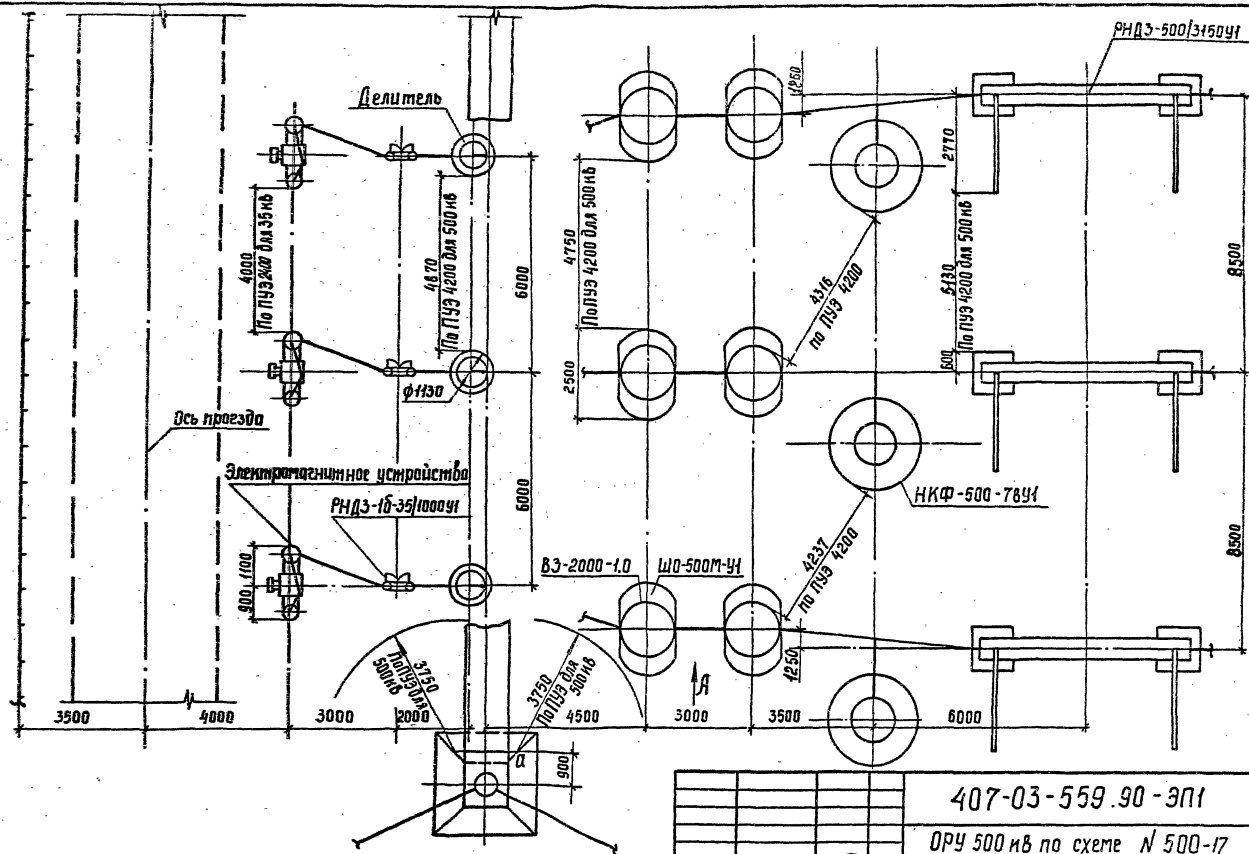 РНДЗ-500/3150У1
1260
Делитель
2770
4000
По ПУЭ 2400 для 35 кв
4870
По ПУЭ 4200 для 500 кв
6000
4750
По ПУЭ 4200 для 500 кв
4316
по ПУЭ 4200
5130
По ПУЭ 4200 для 500 кв
8500
600
2500
ф1130
Ось проезда
Электромагнитное устройство
РНДЗ-1б-35/1000У1
6000
НКФ-500-78У1
4237
по ПУЭ 4200
8500
ВЗ-2000-1.0
ШО-500М-У1
1100
900
3750
По ПУЭ для
500 кв
3750
По ПУЭ для
500 кв
1250
А
3500
4000
3000
2000
4500
3000
3500
6000
а
900
407-03-559.90-ЭП1
ОРУ 500 кв по схеме N 500-17